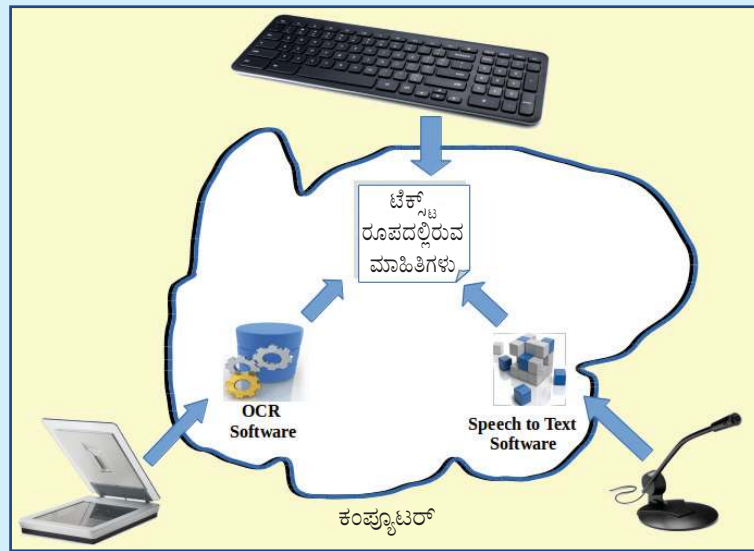 ಟೆಕ್ಸ್ಟ್
ರೂಪದಲ್ಲಿರುವ
ಮಾಹಿತಿಗಳು
OCR
Software
Speech to Text
Software
ಕಂಪ್ಯೂಟರ್